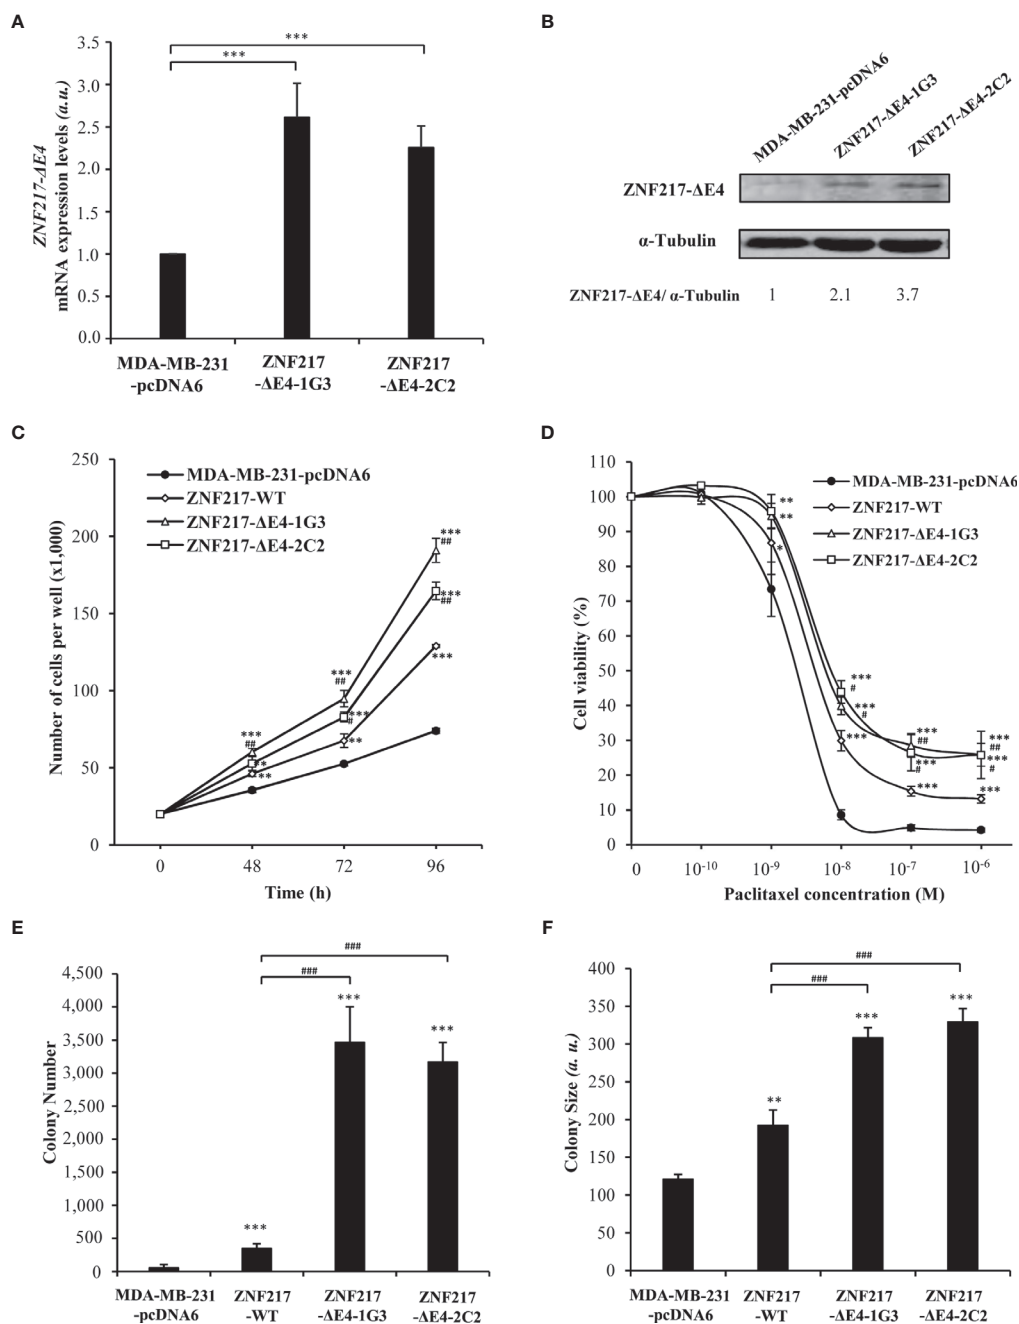 A
ZNF217-ΔE4
mRNA expression levels (a.u.)
3.5
3.0
2.5
2.0
1.5
1.0
0.5
0.0
***
***
MDA-MB-231
-pcDNA6
ZNF217
-ΔE4-1G3
ZNF217
-ΔE4-2C2
B
MDA-MB-231-pcDNA6
ZNF217-ΔE4-1G3
ZNF217-ΔE4-2C2
ZNF217-ΔE4
α-Tubulin
ZNF217-ΔE4/ α-Tubulin 1 2.1 3.7
C
Number of cells per well (x1,000)
250
200
150
100
50
0
MDA-MB-231-pcDNA6
ZNF217-WT
ZNF217-ΔE4-1G3
ZNF217-ΔE4-2C2
***
##
**
**
***
##
***
#
**
***
##
***
##
***
0 48 72 96
Time (h)
D
Cell viability (%)
110
100
90
80
70
60
50
40
30
20
10
0
MDA-MB-231-pcDNA6
ZNF217-WT
ZNF217-ΔE4-1G3
ZNF217-ΔE4-2C2
**
**
*
***
#
***
#
***
***
##
***
#
***
***
##
***
#
***
0 10-10 10-9 10-8 10-7 10-6
Paclitaxel concentration (M)
E
Colony Number
4,500
4,000
3,500
3,000
2,500
2,000
1,500
1,000
500
0
###
###
***
***
***
MDA-MB-231
-pcDNA6
ZNF217
-WT
ZNF217
-ΔE4-1G3
ZNF217
-ΔE4-2C2
F
Colony Size (a. u.)
400
350
300
250
200
150
100
50
0
###
###
**
***
***
MDA-MB-231
-pcDNA6
ZNF217
-WT
ZNF217
-ΔE4-1G3
ZNF217
-ΔE4-2C2